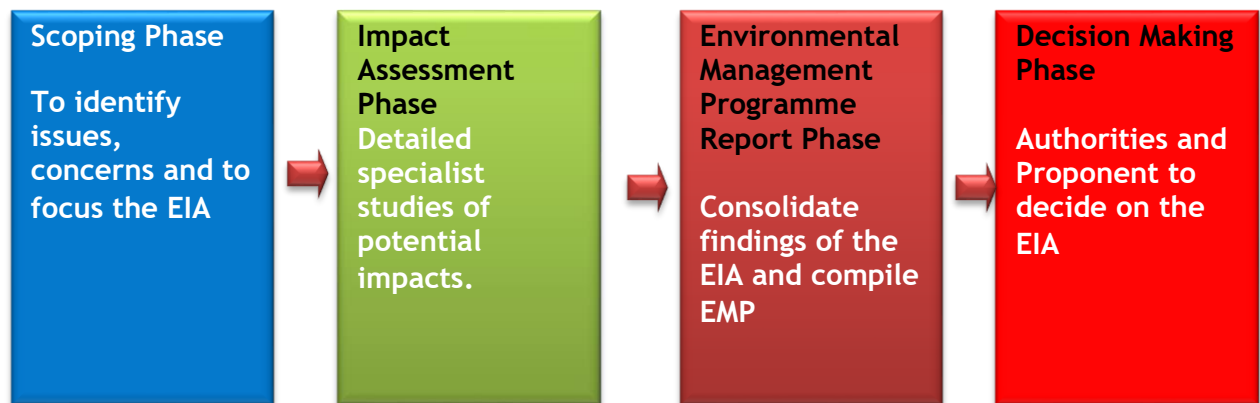 Scoping Phase
To identify
issues,
concerns and to
focus the EIA
Impact
Assessment
Phase
Detailed
specialist
studies of
potential
impacts.
Environmental
Management
Programme
Report Phase
Consolidate
findings of the
EIA and compile
EMP
Decision Making
Phase
Authorities and
Proponent to
decide on the
EIA